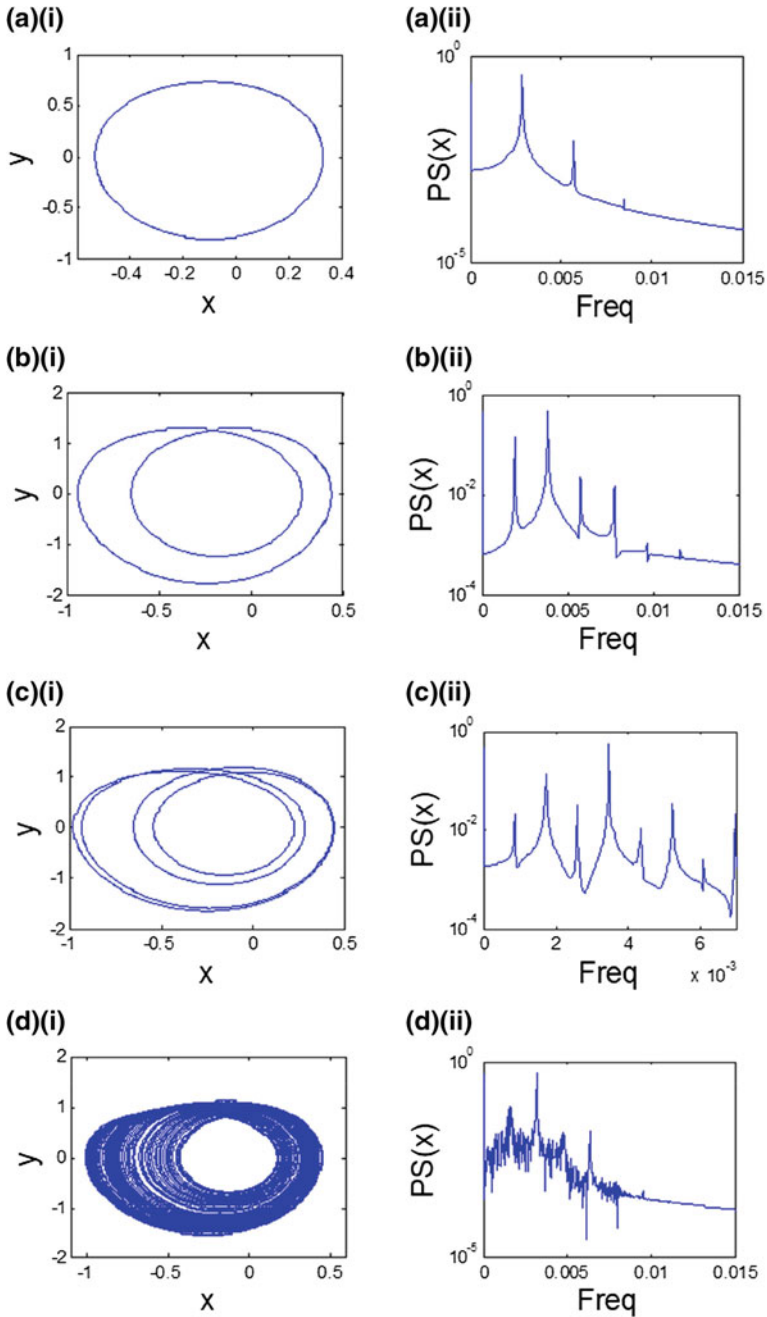 (a)(i)
1
0.5
0
-0.5
-1
y
-0.4 -0.2 0 0.2 0.4
x
(a)(ii)
10^0
10^-5
PS(x)
0 0.005 0.01 0.015
Freq
(b)(i)
2
1
0
-1
-2
y
-1 -0.5 0 0.5
x
(b)(ii)
10^0
10^-2
10^-4
PS(x)
0 0.005 0.01 0.015
Freq
(c)(i)
2
1
0
-1
-2
y
-1 -0.5 0 0.5
x
(c)(ii)
10^0
10^-2
10^-4
PS(x)
0 2 4 6
Freq
x 10^-3
(d)(i)
2
1
0
-1
-2
y
-1 -0.5 0 0.5
x
(d)(ii)
10^0
10^-5
PS(x)
0 0.005 0.01 0.015
Freq